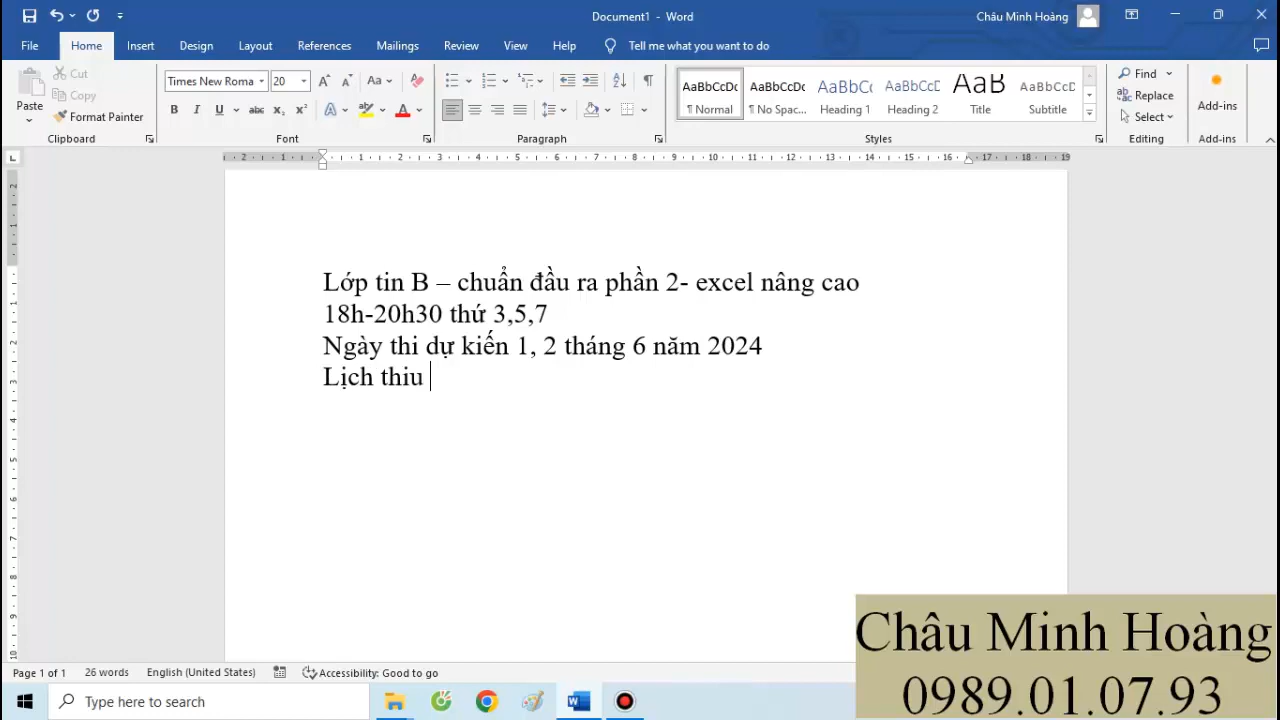 Document1 - Word
Châu Minh Hoàng
File Home Insert Design Layout References Mailings Review View Help Tell me what you want to do
Paste
Cut
Copy
Format Painter
Clipboard
Times New Roma 20
Font
Paragraph
AaBbCcDc AaBbCcDc AaBbCc AaBbCcD AaB AaBbCcD
¶ Normal ¶ No Spac... Heading 1 Heading 2 Title Subtitle
Styles
Find
Replace
Select
Editing
Add-ins
Add-ins
Lớp tin B – chuẩn đầu ra phần 2- excel nâng cao
18h-20h30 thứ 3,5,7
Ngày thi dự kiến 1, 2 tháng 6 năm 2024
Lịch thiu
Châu Minh Hoàng
0989.01.07.93
Page 1 of 1 26 words English (United States) Accessibility: Good to go
Type here to search